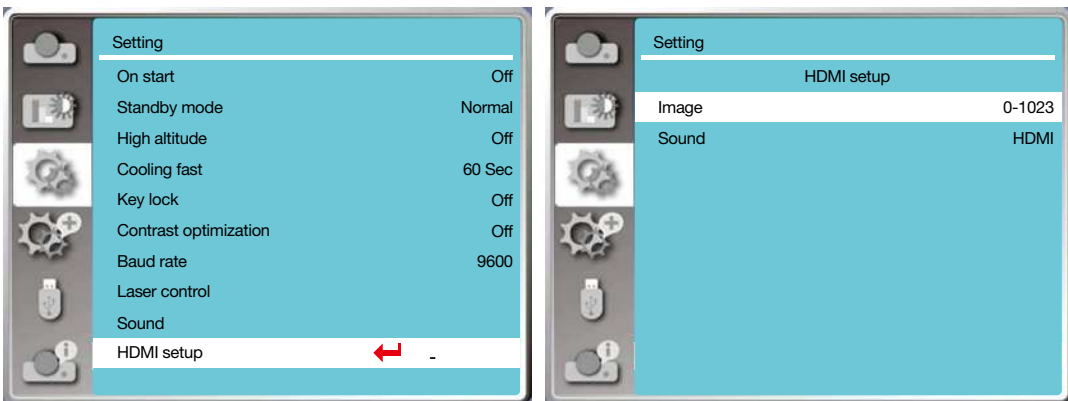 Setting
On start Off
Standby mode Normal
High altitude Off
Cooling fast 60 Sec
Key lock Off
Contrast optimization Off
Baud rate 9600
Laser control
Sound
HDMI setup -
Setting
HDMI setup
Image 0-1023
Sound HDMI